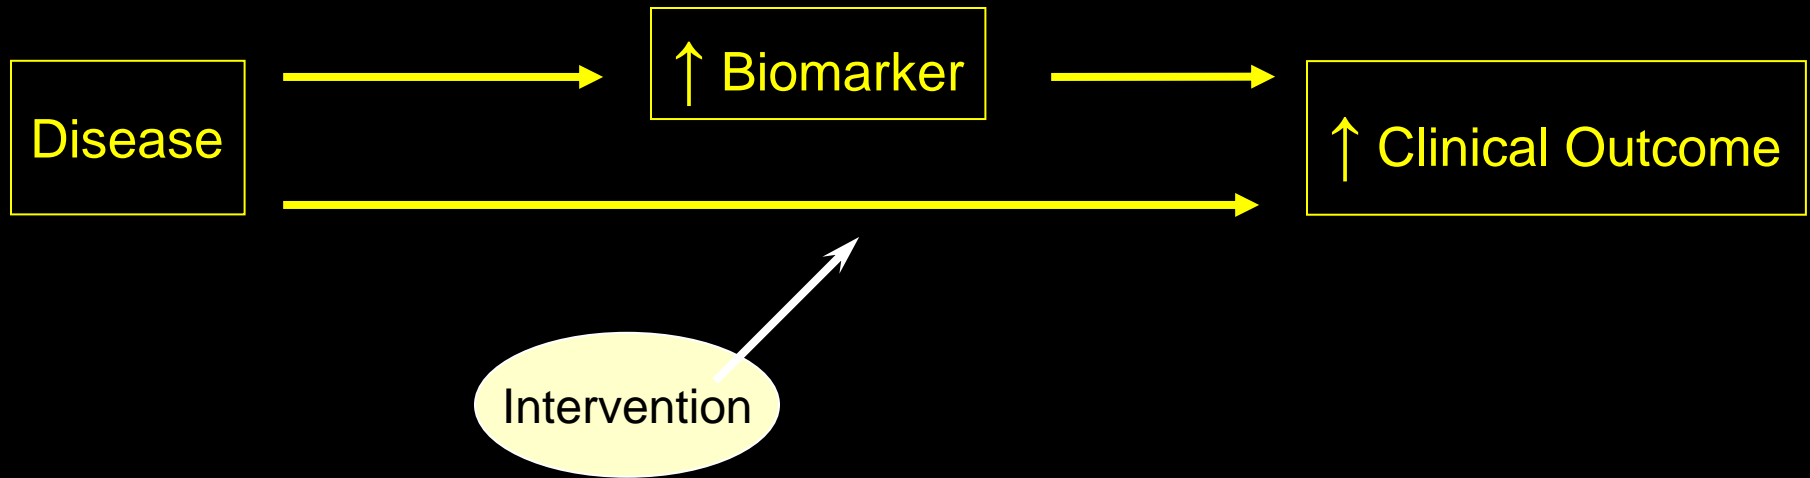 Disease
↑ Biomarker
↑ Clinical Outcome
Intervention